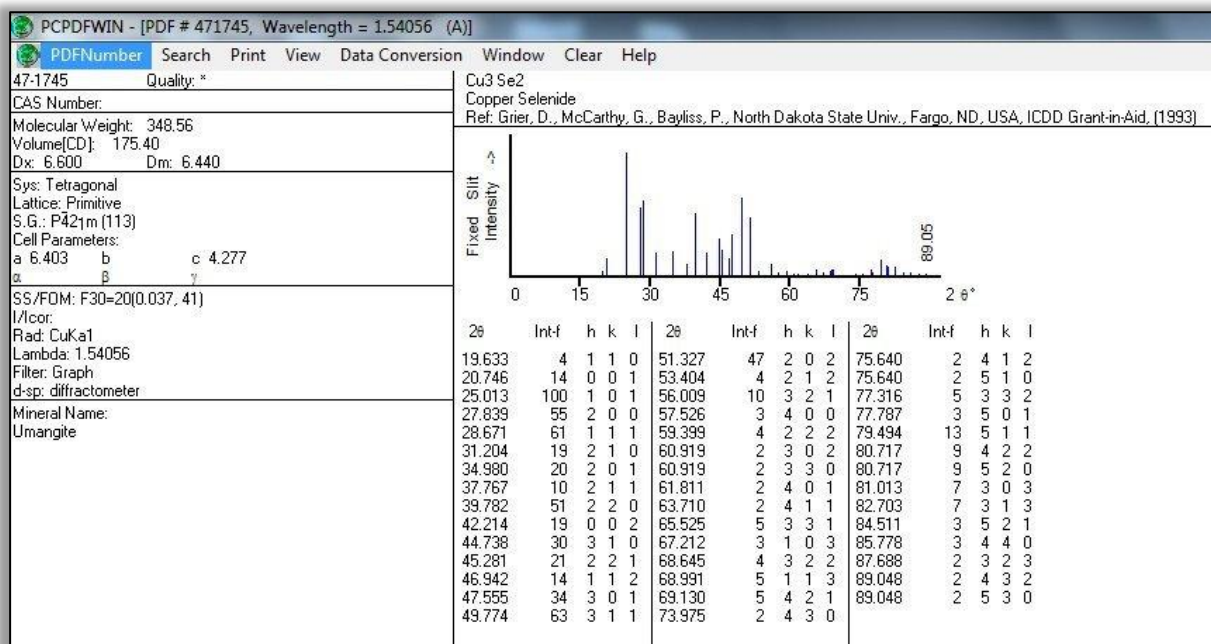 PCPDFWIN - [PDF # 471745, Wavelength = 1.54056 (A)]
PDFNumber Search Print View Data Conversion Window Clear Help
47-1745 Quality: *
CAS Number:
Molecular Weight: 348.56
Volume[CD]: 175.40
Dx: 6.600 Dm: 6.440
Sys: Tetragonal
Lattice: Primitive
S.G.: P4̅2₁m (113)
Cell Parameters:
a 6.403 b c 4.277
α β γ
SS/FOM: F30=20(0.037, 41)
I/Icor:
Rad: CuKa1
Lambda: 1.54056
Filter: Graph
d-sp: diffractometer
Mineral Name:
Umangite
Cu3 Se2
Copper Selenide
Ref: Grier, D., McCarthy, G., Bayliss, P., North Dakota State Univ., Fargo, ND, USA, ICDD Grant-in-Aid, (1993)
Fixed Slit
Intensity ->
89.05
0 15 30 45 60 75 2 θ°
2θ Int-f h k l 2θ Int-f h k l 2θ Int-f h k l
19.633 4 1 1 0 51.327 47 2 0 2 75.640 2 4 1 2
20.746 14 0 0 1 53.404 4 2 1 2 75.640 2 5 1 0
25.013 100 1 0 1 56.009 10 3 2 1 77.316 5 3 3 2
27.839 55 2 0 0 57.526 3 4 0 0 77.787 3 5 0 1
28.671 61 1 1 1 59.399 4 2 2 2 79.494 13 5 1 1
31.204 19 2 1 0 60.919 2 3 0 2 80.717 9 4 2 2
34.980 20 2 0 1 60.919 2 3 3 0 80.717 9 5 2 0
37.767 10 2 1 1 61.811 2 4 0 1 81.013 7 3 0 3
39.782 51 2 2 0 63.710 2 4 1 1 82.703 7 3 1 3
42.214 19 0 0 2 65.525 5 3 3 1 84.511 3 5 2 1
44.738 30 3 1 0 67.212 3 1 0 3 85.778 3 4 4 0
45.281 21 2 2 1 68.645 4 3 2 2 87.688 2 3 2 3
46.942 14 1 1 2 68.991 5 1 1 3 89.048 2 4 3 2
47.555 34 3 0 1 69.130 5 4 2 1 89.048 2 5 3 0
49.774 63 3 1 1 73.975 2 4 3 0